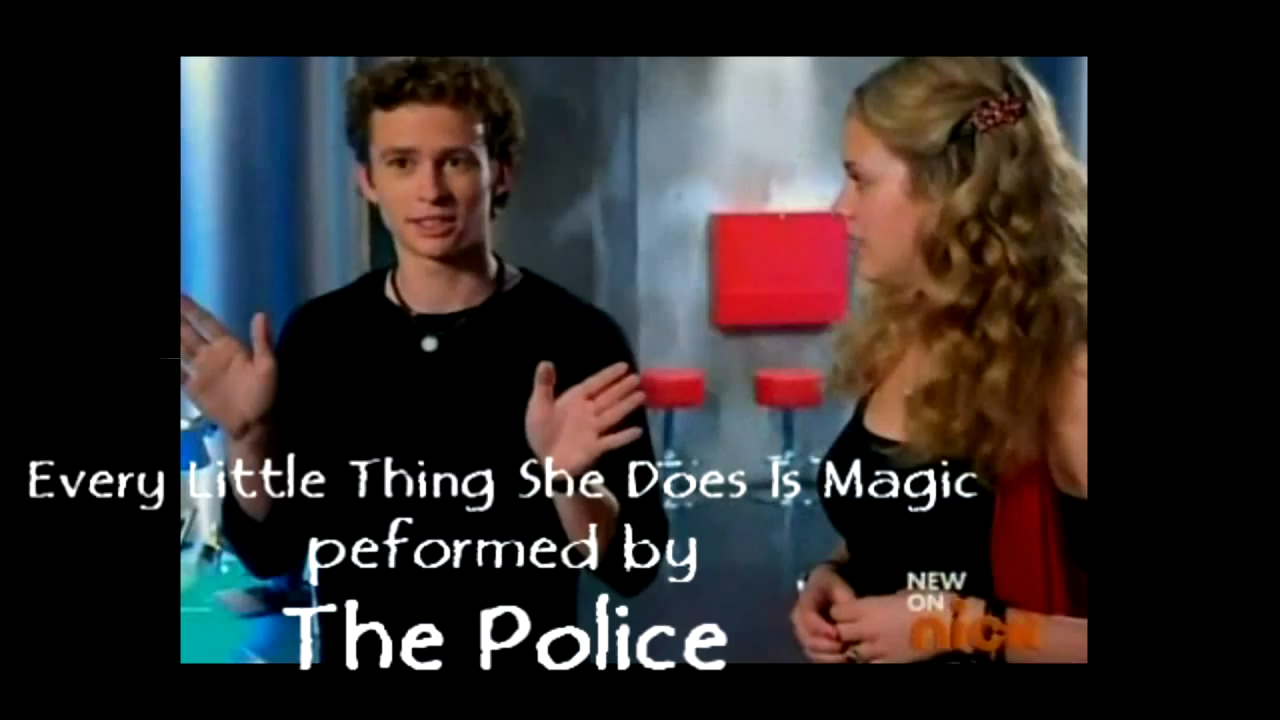 Every Little Thing She Does Is Magic
peformed by
The Police
NEW
ON
nick